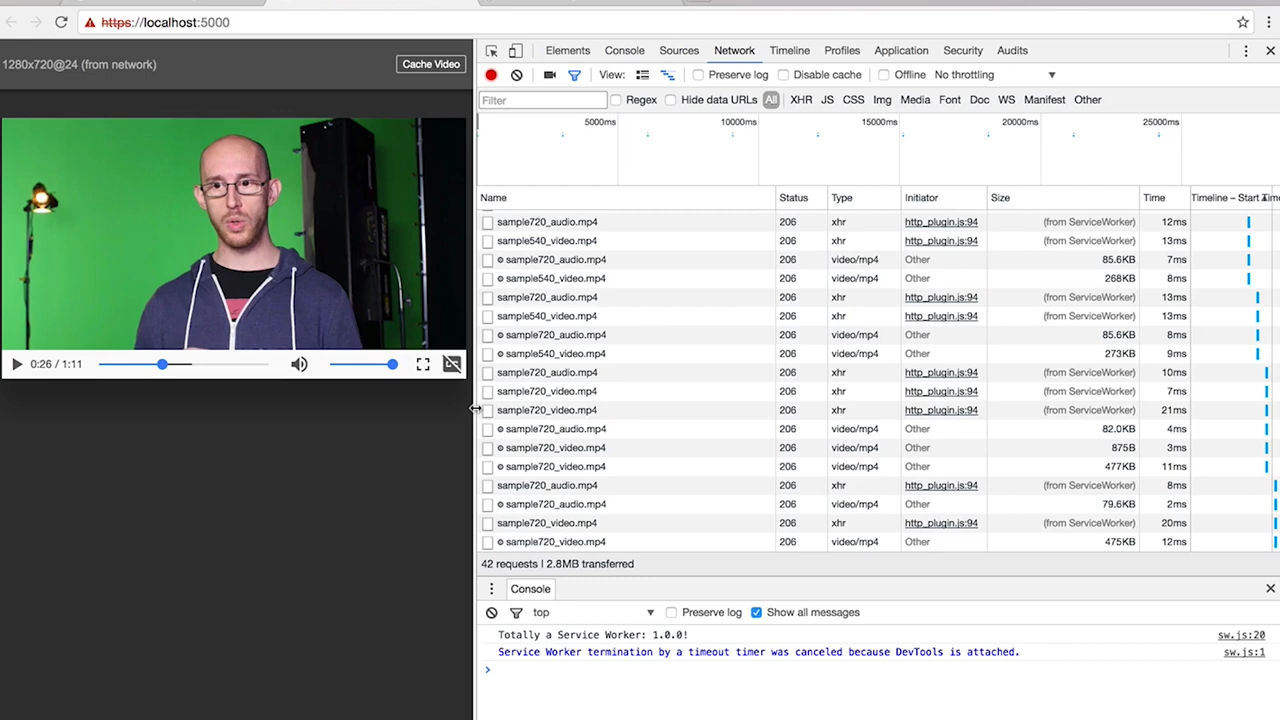 https://localhost:5000
1280x720@24 (from network) Cache Video
0:26 / 1:11
Elements Console Sources Network Timeline Profiles Application Security Audits
View: Preserve log Disable cache Offline No throttling
Filter Regex Hide data URLs All XHR JS CSS Img Media Font Doc WS Manifest Other
5000ms 10000ms 15000ms 20000ms 25000ms
Name Status Type Initiator Size Time Timeline – Start Time
sample720_audio.mp4 206 xhr http_plugin.js:94 (from ServiceWorker) 12ms
sample540_video.mp4 206 xhr http_plugin.js:94 (from ServiceWorker) 13ms
sample720_audio.mp4 206 video/mp4 Other 85.6KB 7ms
sample540_video.mp4 206 video/mp4 Other 268KB 8ms
sample720_audio.mp4 206 xhr http_plugin.js:94 (from ServiceWorker) 13ms
sample540_video.mp4 206 xhr http_plugin.js:94 (from ServiceWorker) 13ms
sample720_audio.mp4 206 video/mp4 Other 85.6KB 8ms
sample540_video.mp4 206 video/mp4 Other 273KB 9ms
sample720_audio.mp4 206 xhr http_plugin.js:94 (from ServiceWorker) 10ms
sample720_video.mp4 206 xhr http_plugin.js:94 (from ServiceWorker) 7ms
sample720_video.mp4 206 xhr http_plugin.js:94 (from ServiceWorker) 21ms
sample720_audio.mp4 206 video/mp4 Other 82.0KB 4ms
sample720_video.mp4 206 video/mp4 Other 875B 3ms
sample720_video.mp4 206 video/mp4 Other 477KB 11ms
sample720_audio.mp4 206 xhr http_plugin.js:94 (from ServiceWorker) 8ms
sample720_audio.mp4 206 video/mp4 Other 79.6KB 2ms
sample720_video.mp4 206 xhr http_plugin.js:94 (from ServiceWorker) 20ms
sample720_video.mp4 206 video/mp4 Other 475KB 12ms
42 requests | 2.8MB transferred
Console
top Preserve log Show all messages
Totally a Service Worker: 1.0.0! sw.js:20
Service Worker termination by a timeout timer was canceled because DevTools is attached. sw.js:1